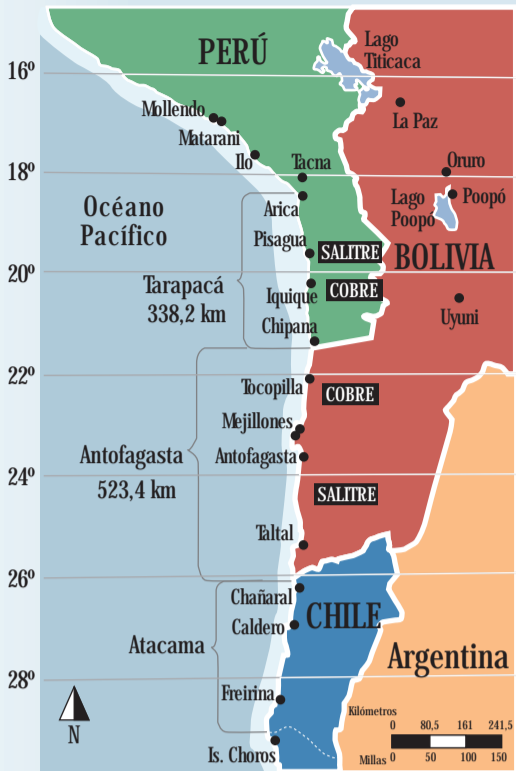 PERÚ
Lago
Titicaca
16º
Mollendo
La Paz
Matarani
Ilo
Tacna
Oruro
18º
Océano
Pacífico
Arica
Lago
Poopó
Poopó
Pisagua
SALITRE
BOLIVIA
20º
Tarapacá
338,2 km
Iquique
COBRE
Uyuni
Chipana
22º
Tocopilla
COBRE
Mejillones
Antofagasta
523,4 km
Antofagasta
24º
SALITRE
Taltal
26º
Chañaral
CHILE
Caldero
Atacama
Argentina
28º
Freirina
N
Is. Choros
Kilómetros
0 80,5 161 241,5
Millas 0 50 100 150